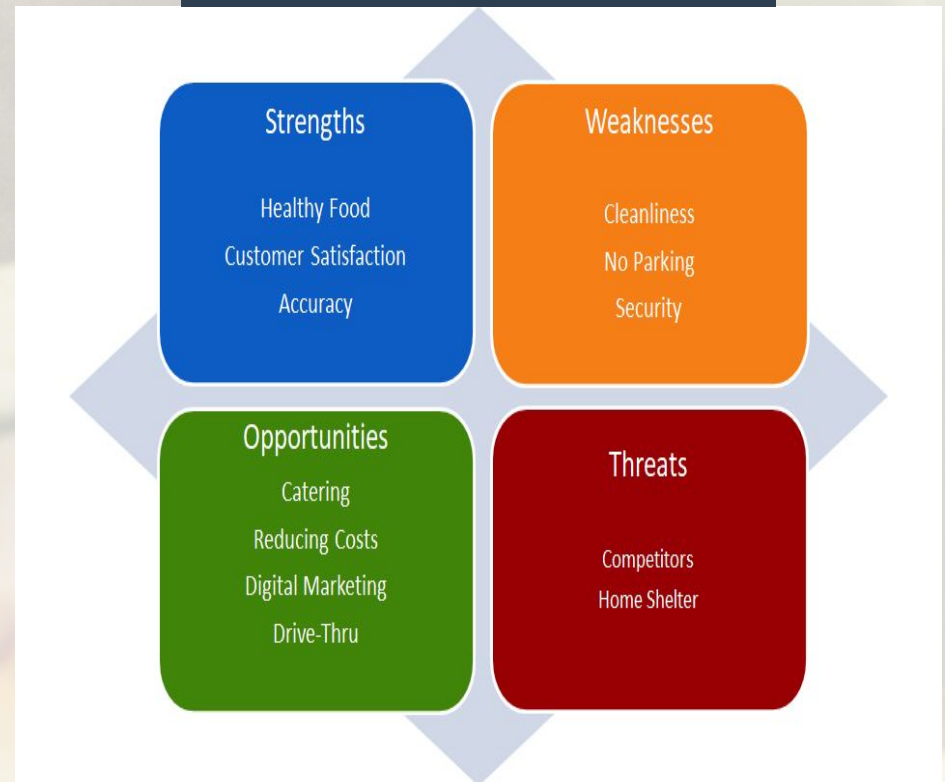 Strengths
Healthy Food
Customer Satisfaction
Accuracy
Weaknesses
Cleanliness
No Parking
Security
Opportunities
Catering
Reducing Costs
Digital Marketing
Drive-Thru
Threats
Competitors
Home Shelter